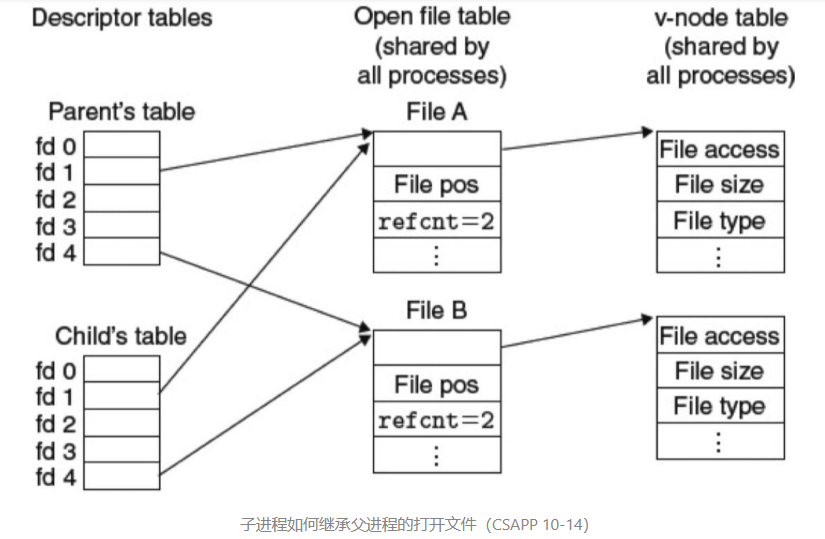 Descriptor tables
Open file table
(shared by
all processes)
v-node table
(shared by
all processes)
Parent's table
fd 0
fd 1
fd 2
fd 3
fd 4
File A
File pos
refcnt=2
⋮
File access
File size
File type
⋮
Child's table
fd 0
fd 1
fd 2
fd 3
fd 4
File B
File pos
refcnt=2
⋮
File access
File size
File type
⋮
子进程如何继承父进程的打开文件（CSAPP 10-14）